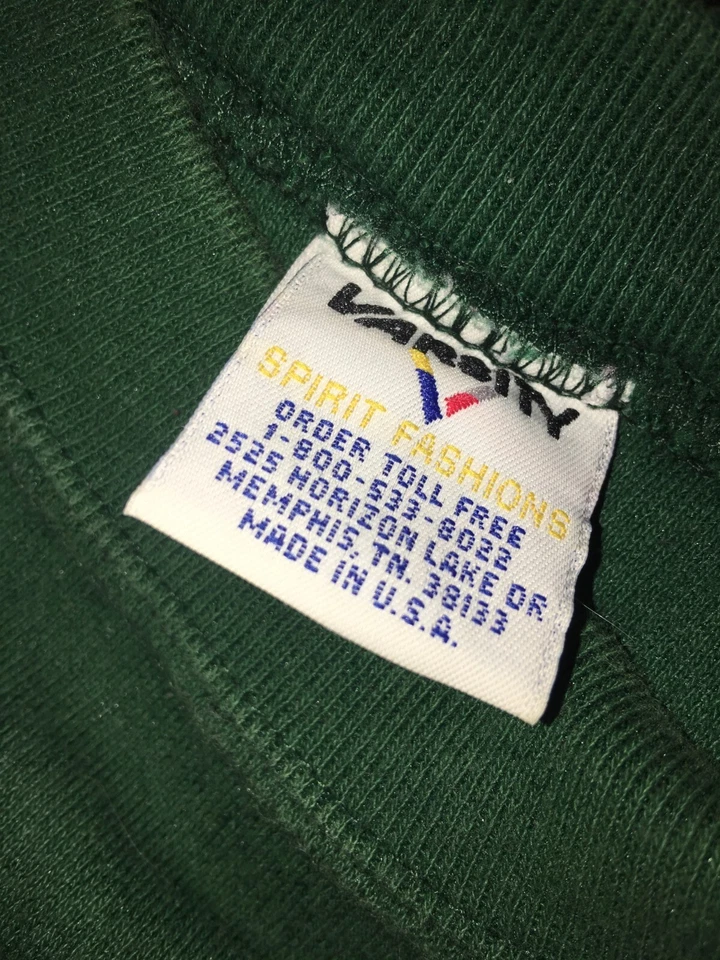 VARSITY
SPIRIT FASHIONS
ORDER TOLL FREE
1-800-533-8022
2525 HORIZON LAKE DR
MEMPHIS, TN. 38133
MADE IN U.S.A.